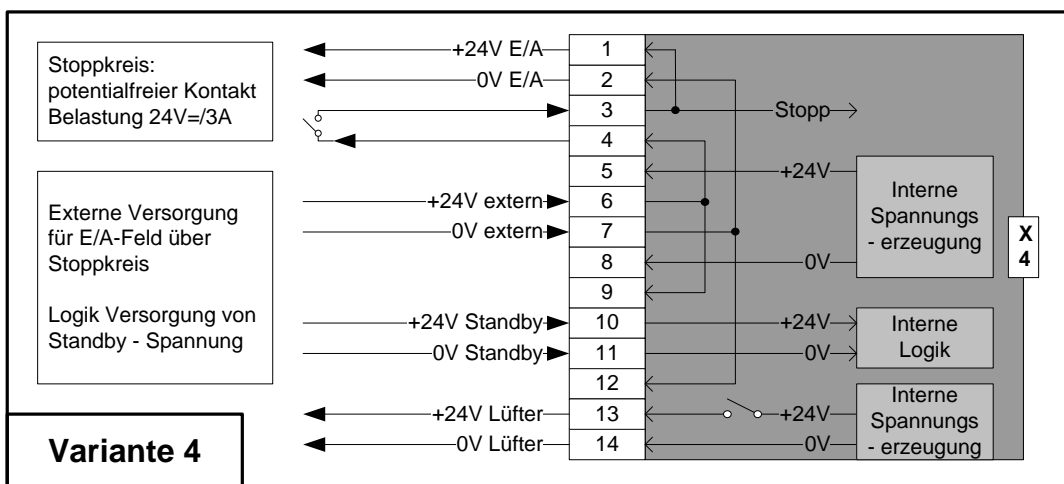 Stoppkreis:
potentialfreier Kontakt
Belastung 24V=/3A
Externe Versorgung
für E/A-Feld über
Stoppkreis
Logik Versorgung von
Standby - Spannung
Variante 4
+24V E/A
0V E/A
+24V extern
0V extern
+24V Standby
0V Standby
+24V Lüfter
0V Lüfter
1
2
3
4
5
6
7
8
9
10
11
12
13
14
Stopp
+24V
0V
Interne
Spannungs
- erzeugung
+24V
0V
Interne
Logik
+24V
0V
Interne
Spannungs
- erzeugung
X
4